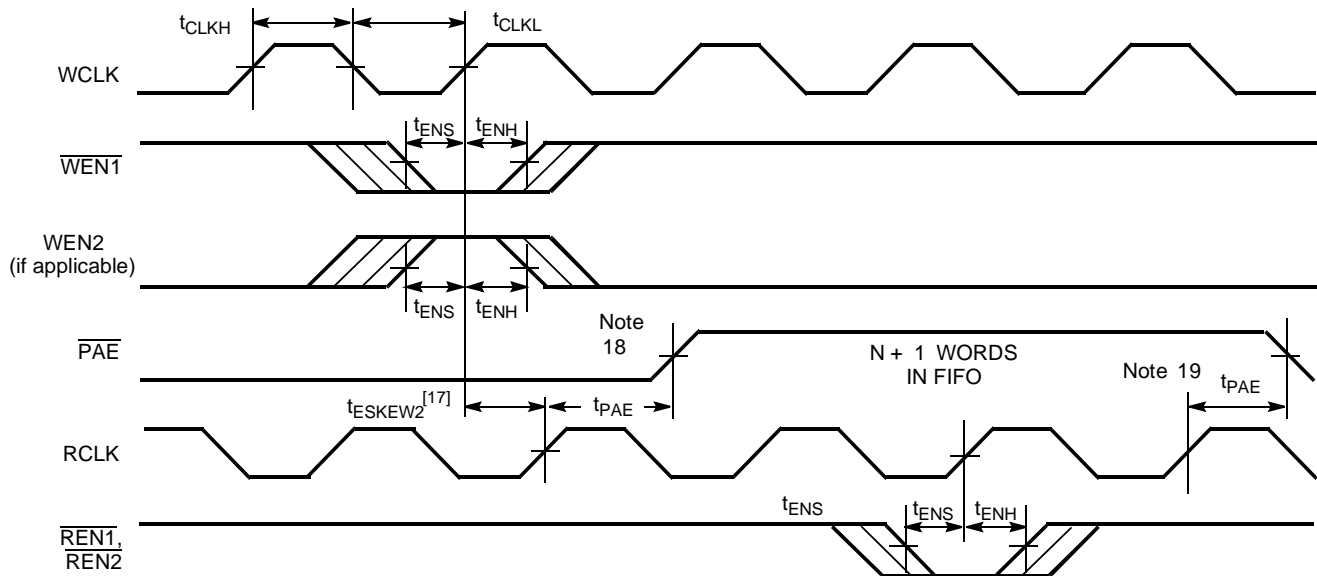 tCLKH
tCLKL
WCLK
tENS tENH
WEN1
WEN2
(if applicable)
tENS tENH
Note
18
PAE
N + 1 WORDS
IN FIFO
Note 19
tPAE
tESKEW2[17]
tPAE
RCLK
tENS
tENS tENH
REN1,
REN2